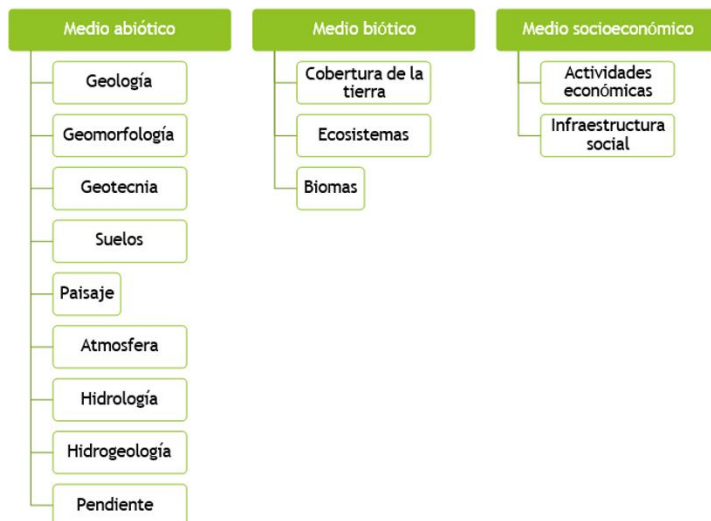 Medio abiótico
Geología
Geomorfología
Geotecnia
Suelos
Paisaje
Atmosfera
Hidrología
Hidrogeología
Pendiente
Medio biótico
Cobertura de la
tierra
Ecosistemas
Biomas
Medio socioeconómico
Actividades
económicas
Infraestructura
social